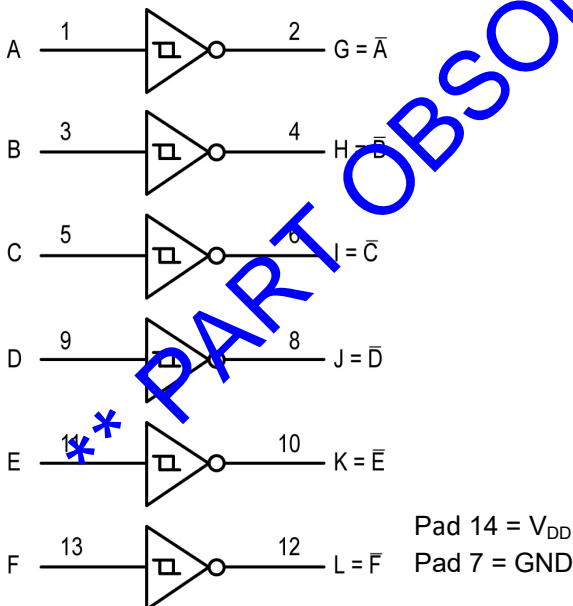 A 1 2 G = A̅
B 3 4 H = B̅
C 5 6 I = C̅
D 9 8 J = D̅
E 11 10 K = E̅
F 13 12 L = F̅
Pad 14 = V_DD
Pad 7 = GND
** PART